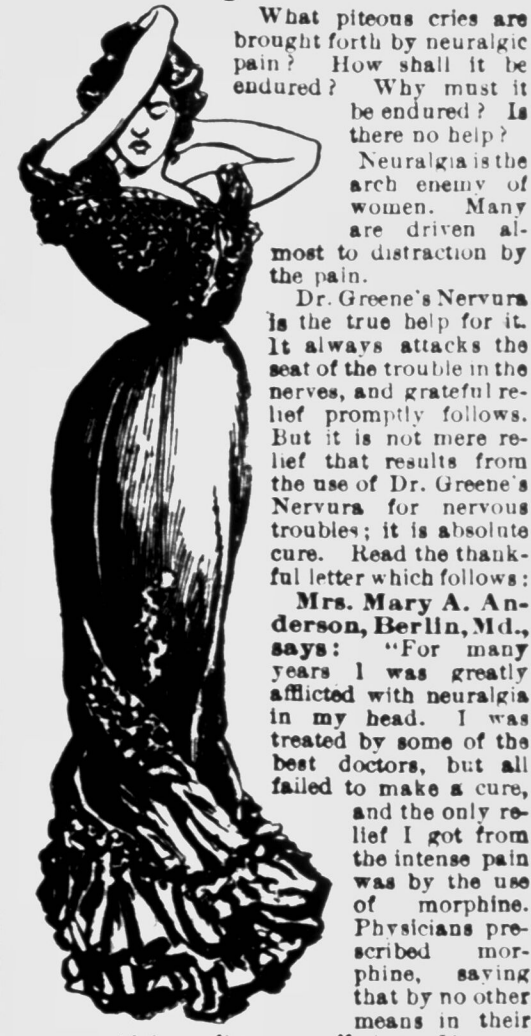 What piteous cries are
brought forth by neuralgic
pain? How shall it be
endured? Why must it
be endured? Is
there no help?
Neuralgia is the
arch enemy of
women. Many
are driven al-
most to distraction by
the pain.
Dr. Greene's Nervura
is the true help for it.
It always attacks the
seat of the trouble in the
nerves, and grateful re-
lief promptly follows.
But it is not mere re-
lief that results from
the use of Dr. Greene's
Nervura for nervous
troubles; it is absolute
cure. Read the thank-
ful letter which follows:
Mrs. Mary A. An-
derson, Berlin, Md.,
says: "For many
years I was greatly
afflicted with neuralgia
in my head. I was
treated by some of the
best doctors, but all
failed to make a cure,
and the only re-
lief I got from
the intense pain
was by the use
of morphine.
Physicians pre-
scribed mor-
phine, saying
that by no other
means in their